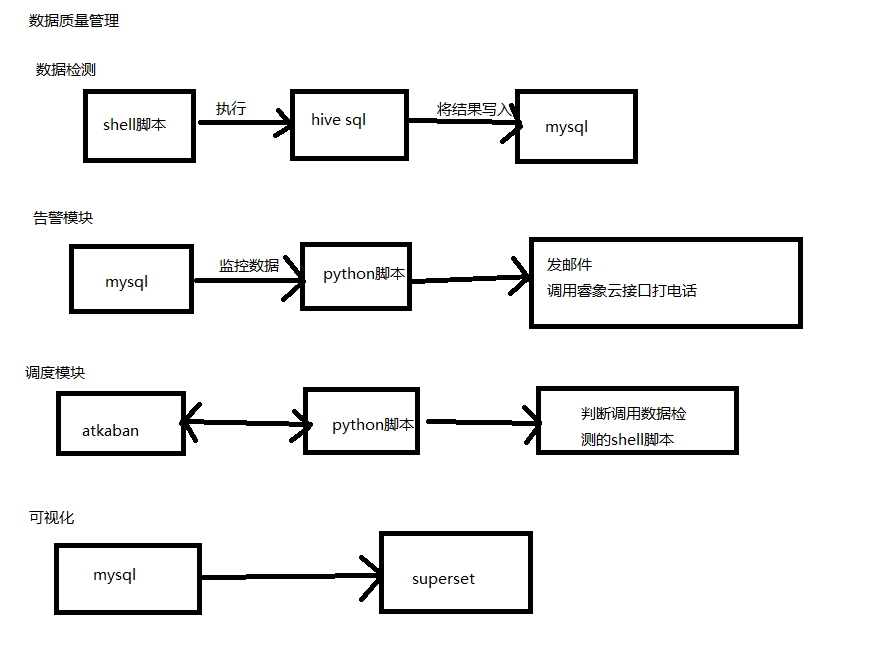 数据质量管理
数据检测
shell脚本
执行
hive sql
将结果写入
mysql
告警模块
mysql
监控数据
python脚本
发邮件
调用睿象云接口打电话
调度模块
atkaban
python脚本
判断调用数据检
测的shell脚本
可视化
mysql
superset